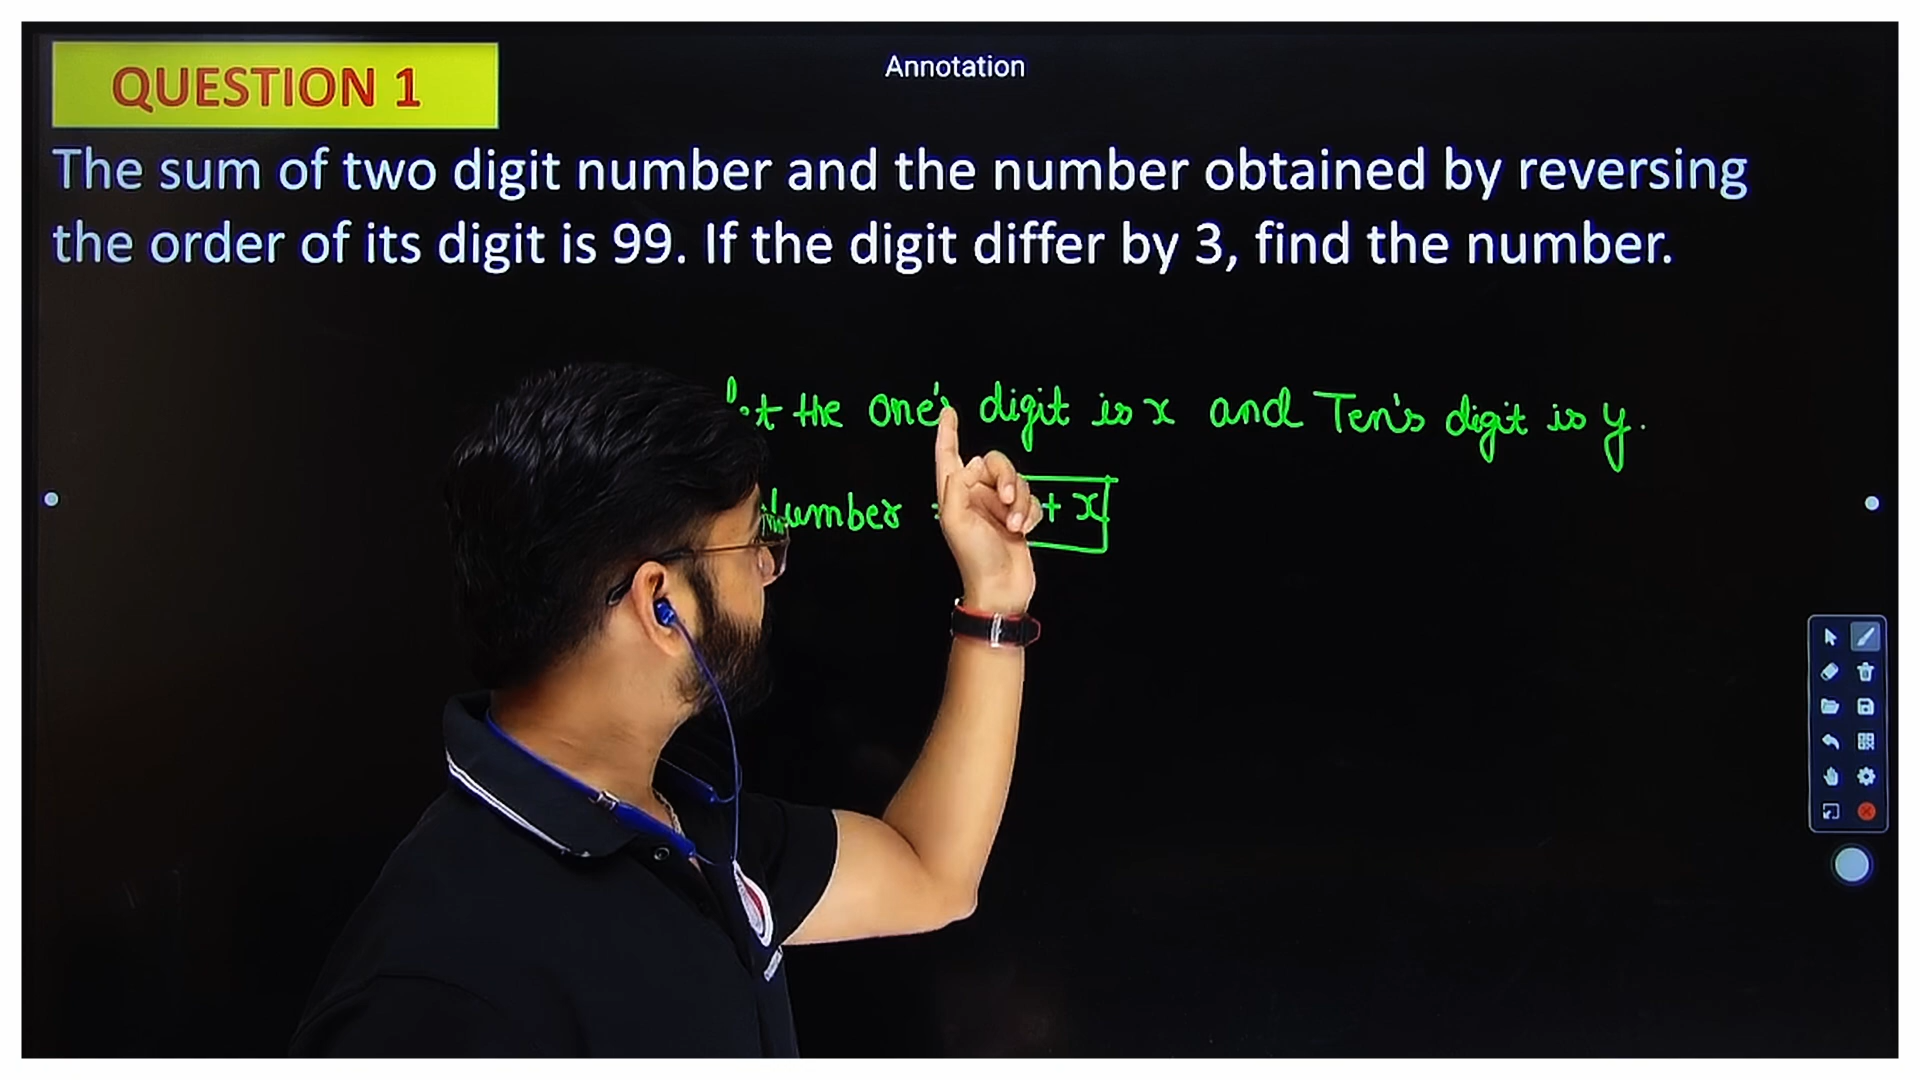 QUESTION 1
Annotation
The sum of two digit number and the number obtained by reversing
the order of its digit is 99. If the digit differ by 3, find the number.
the one's digit is x and Ten's digit is y.
Number + x